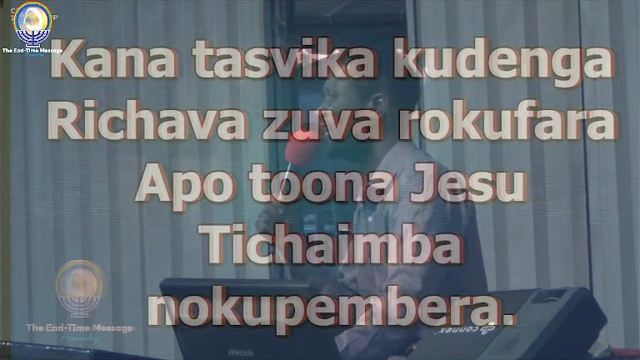 The End-Time Message
Kana tasvika kudenga
Richava zuva rokufara
Apo toona Jesu
Tichaimba
nokupembera.
The End-Time Message
connex